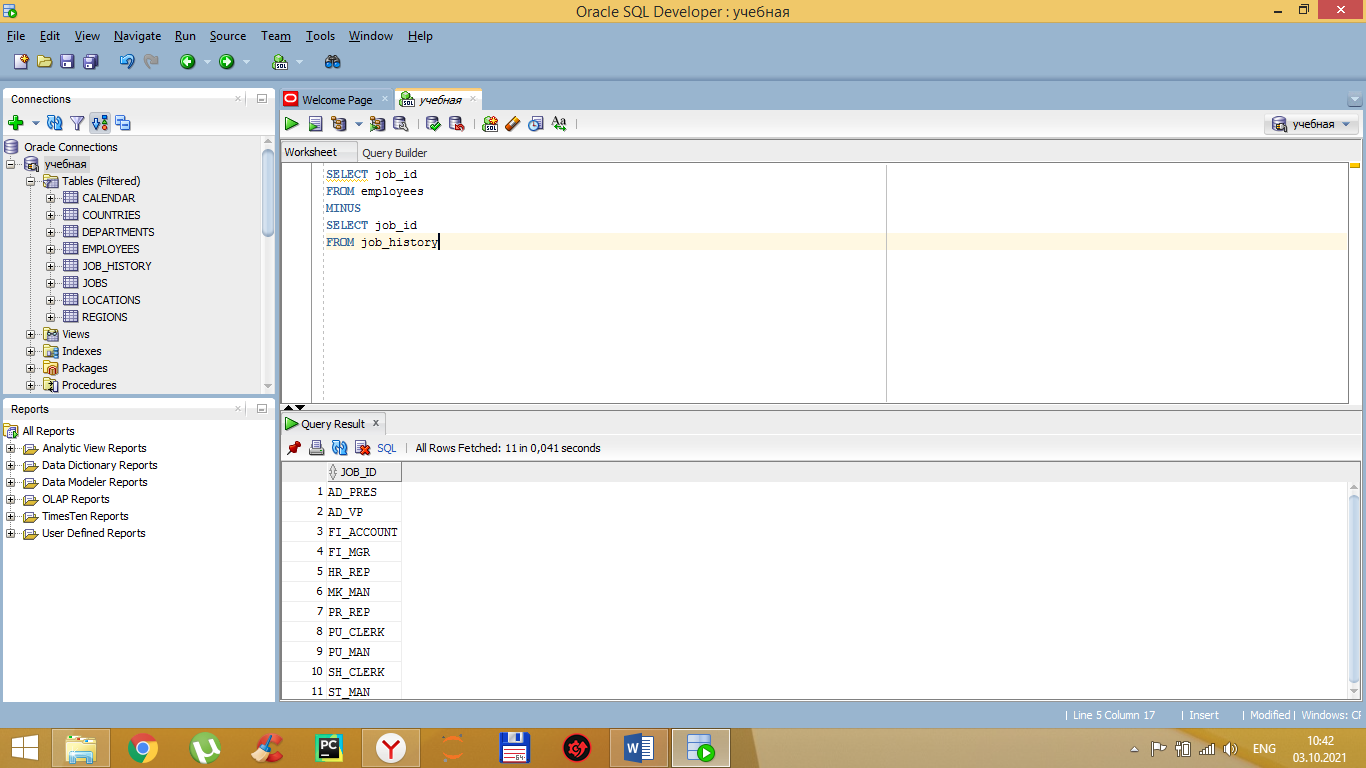 Oracle SQL Developer : учебная
File Edit View Navigate Run Source Team Tools Window Help
Connections
Oracle Connections
учебная
Tables (Filtered)
CALENDAR
COUNTRIES
DEPARTMENTS
EMPLOYEES
JOB_HISTORY
JOBS
LOCATIONS
REGIONS
Views
Indexes
Packages
Procedures
Reports
All Reports
Analytic View Reports
Data Dictionary Reports
Data Modeler Reports
OLAP Reports
TimesTen Reports
User Defined Reports
Welcome Page
учебная
Aa
учебная
Worksheet Query Builder
SELECT job_id
FROM employees
MINUS
SELECT job_id
FROM job_history
Query Result
SQL | All Rows Fetched: 11 in 0,041 seconds
JOB_ID
1 AD_PRES
2 AD_VP
3 FI_ACCOUNT
4 FI_MGR
5 HR_REP
6 MK_MAN
7 PR_REP
8 PU_CLERK
9 PU_MAN
10 SH_CLERK
11 ST_MAN
| Line 5 Column 17 | Insert | Modified | Windows:
ENG
10:42
03.10.2021